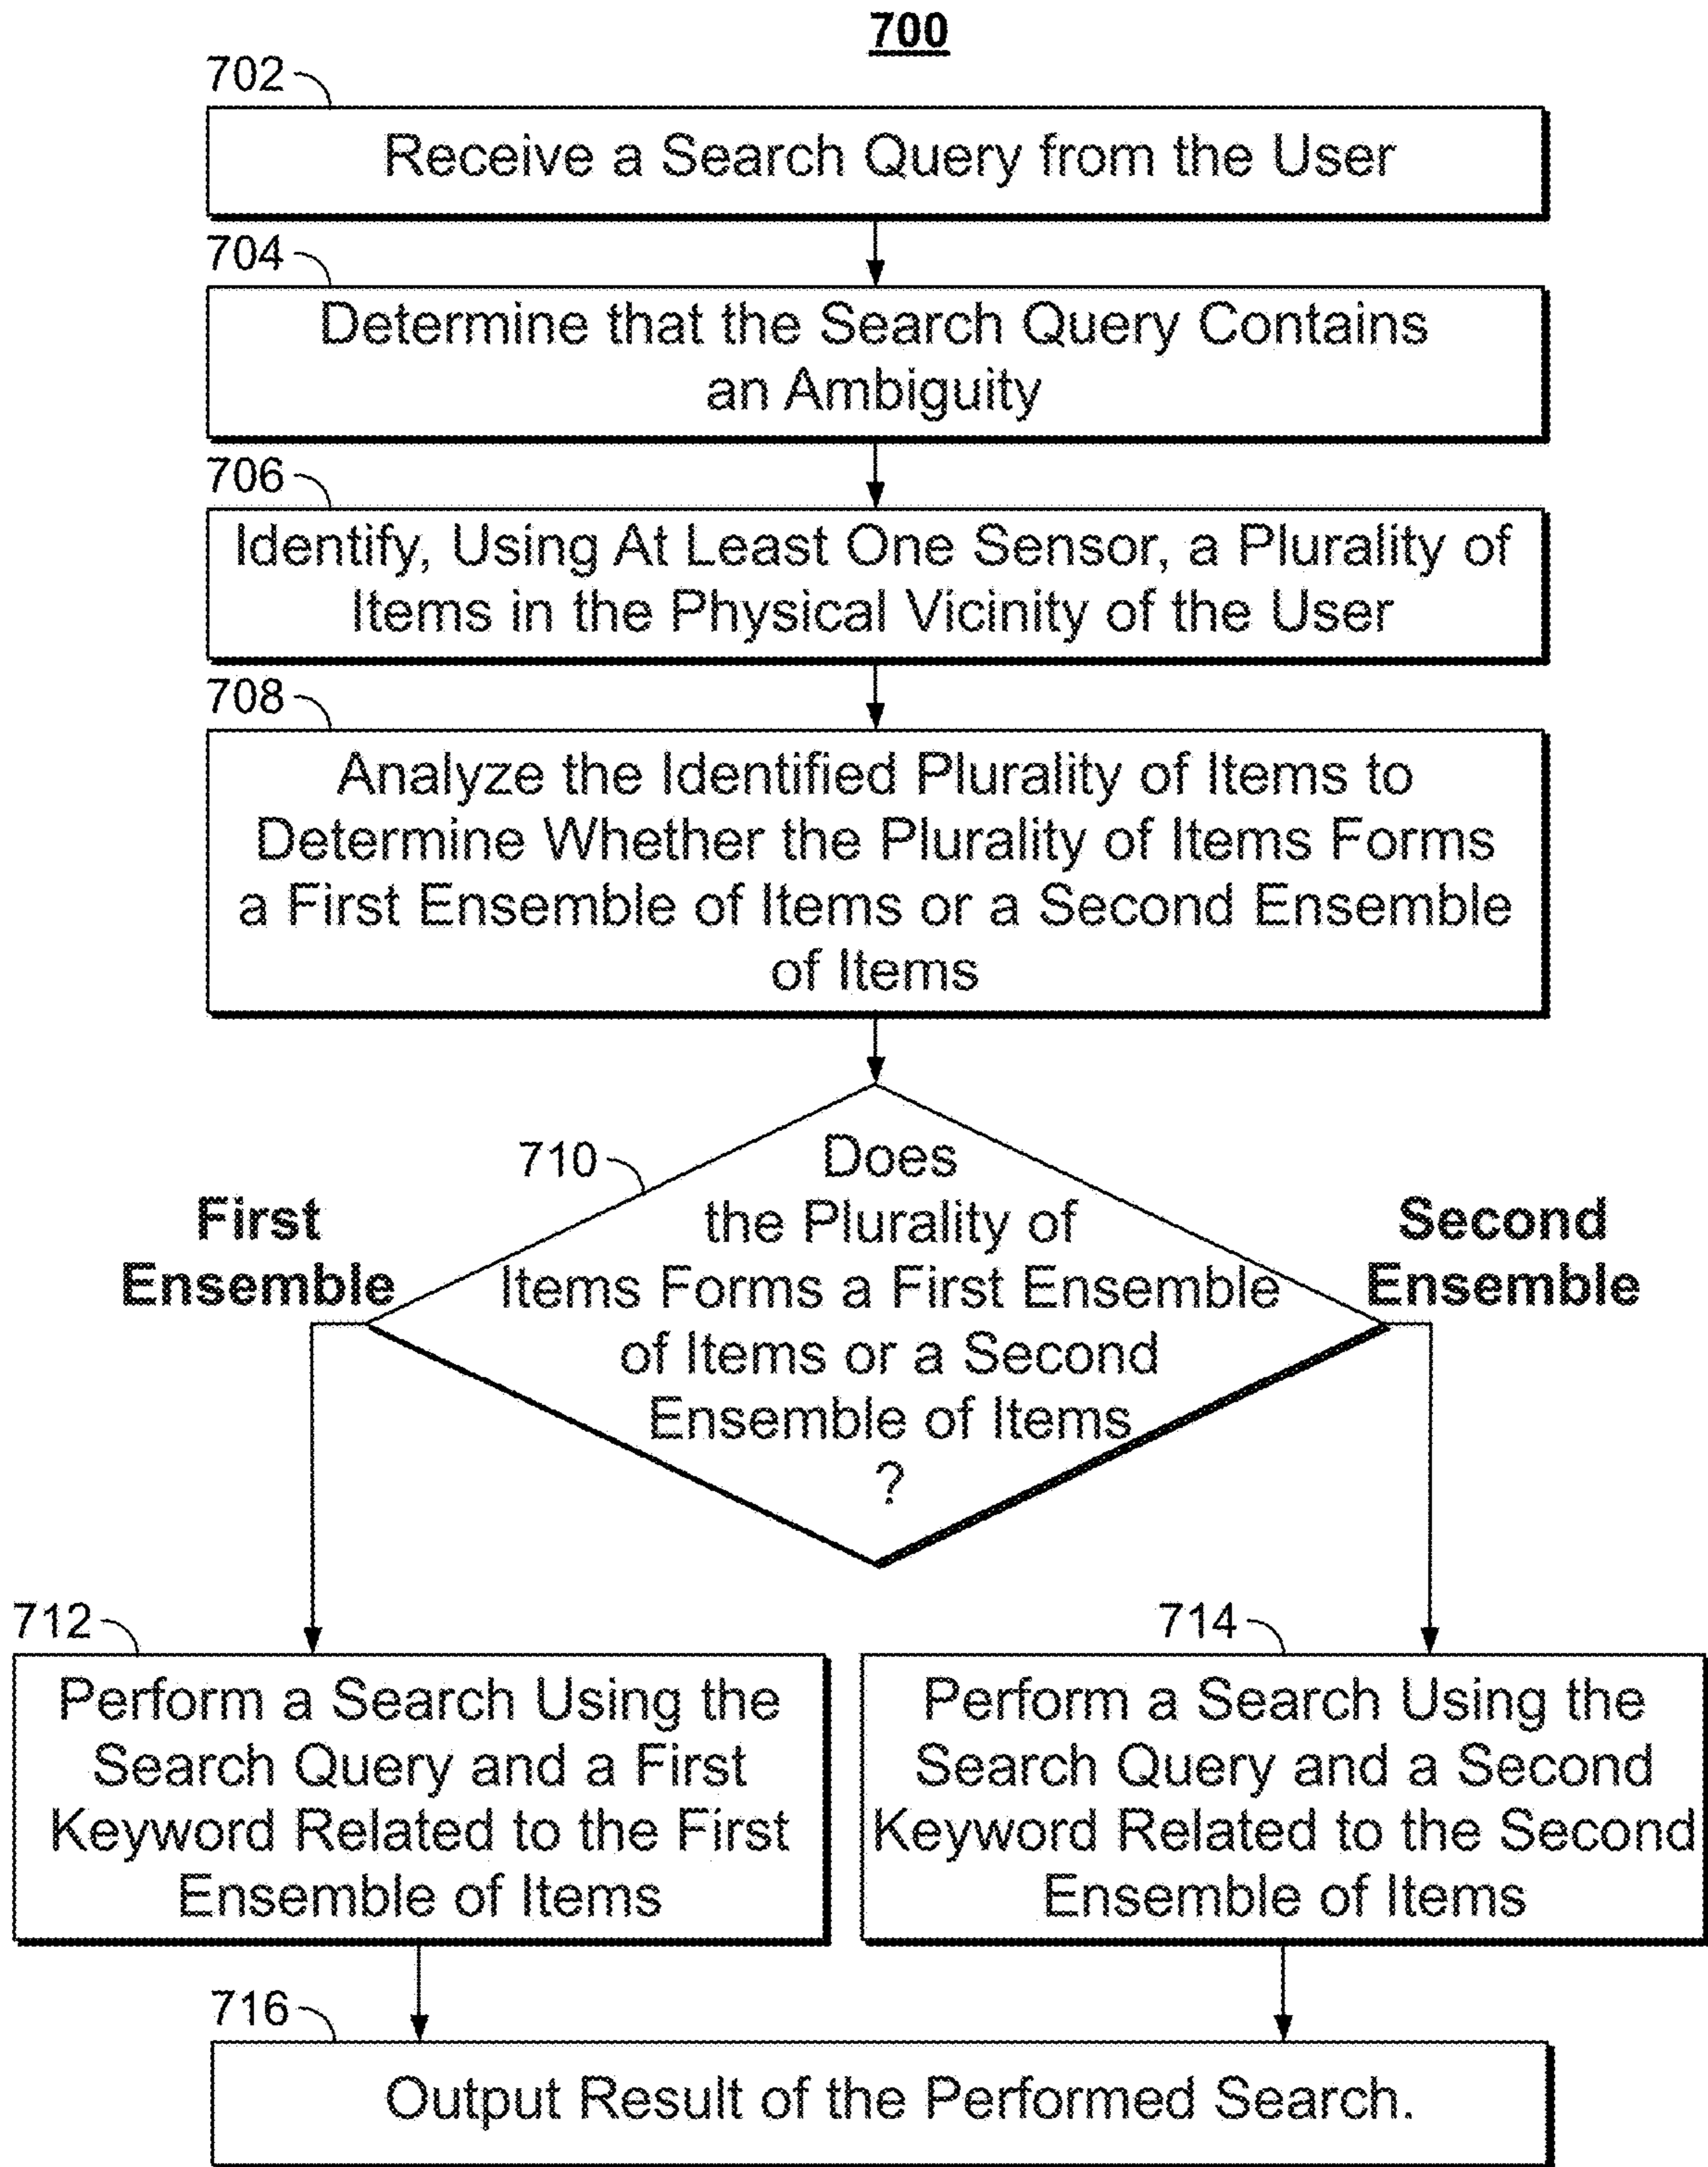 700
702
Receive a Search Query from the User
704
Determine that the Search Query Contains
an Ambiguity
706
Identify, Using At Least One Sensor, a Plurality of
Items in the Physical Vicinity of the User
708
Analyze the Identified Plurality of Items to
Determine Whether the Plurality of Items Forms
a First Ensemble of Items or a Second Ensemble
of Items
710
Does
the Plurality of
Items Forms a First Ensemble
of Items or a Second
Ensemble of Items
?
First
Ensemble
Second
Ensemble
712
Perform a Search Using the
Search Query and a First
Keyword Related to the First
Ensemble of Items
714
Perform a Search Using the
Search Query and a Second
Keyword Related to the Second
Ensemble of Items
716
Output Result of the Performed Search.